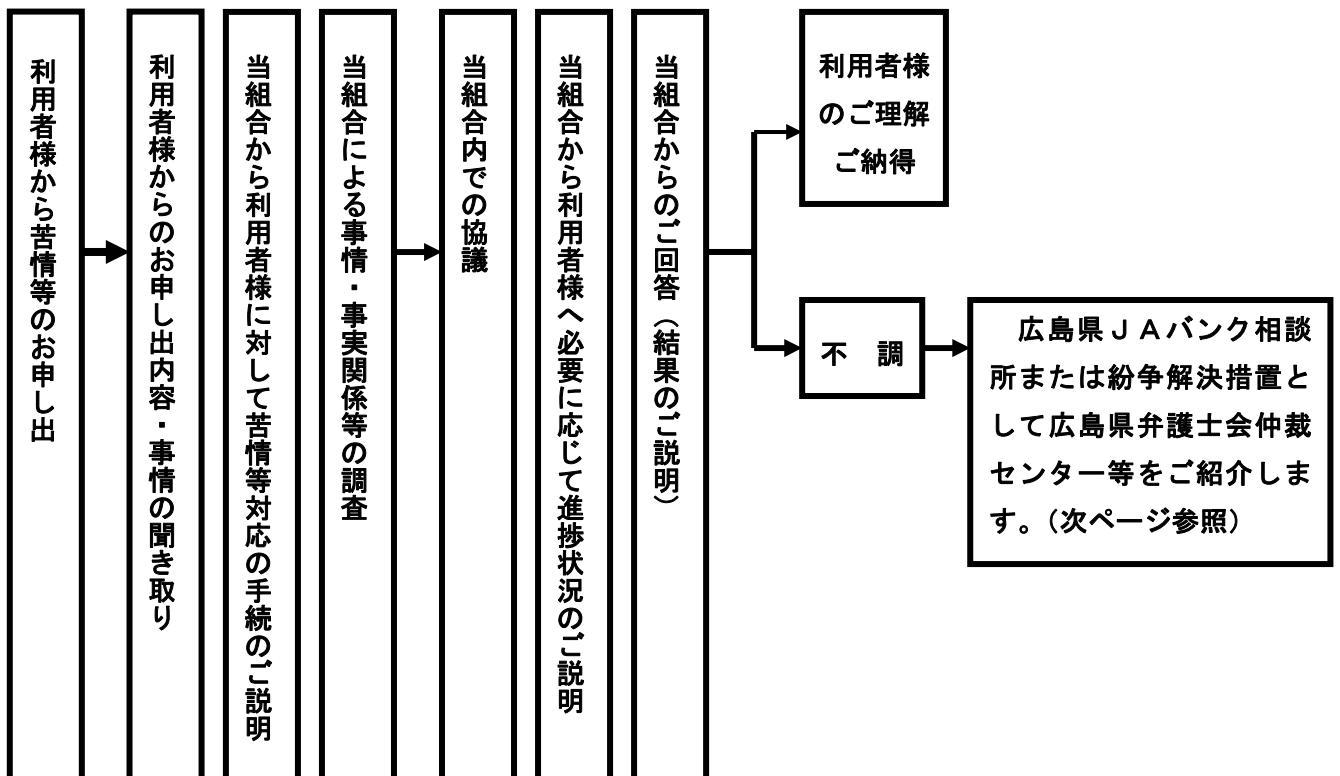 利用者様から苦情等のお申し出
利用者様からのお申し出内容・事情の聞き取り
当組合から利用者様に対して苦情等対応の手続のご説明
当組合による事情・事実関係等の調査
当組合内での協議
当組合から利用者様へ必要に応じて進捗状況のご説明
当組合からのご回答（結果のご説明）
利用者様
のご理解
ご納得
不　調
広島県ＪＡバンク相談
所または紛争解決措置と
して広島県弁護士会仲裁
センター等をご紹介しま
す。（次ページ参照）